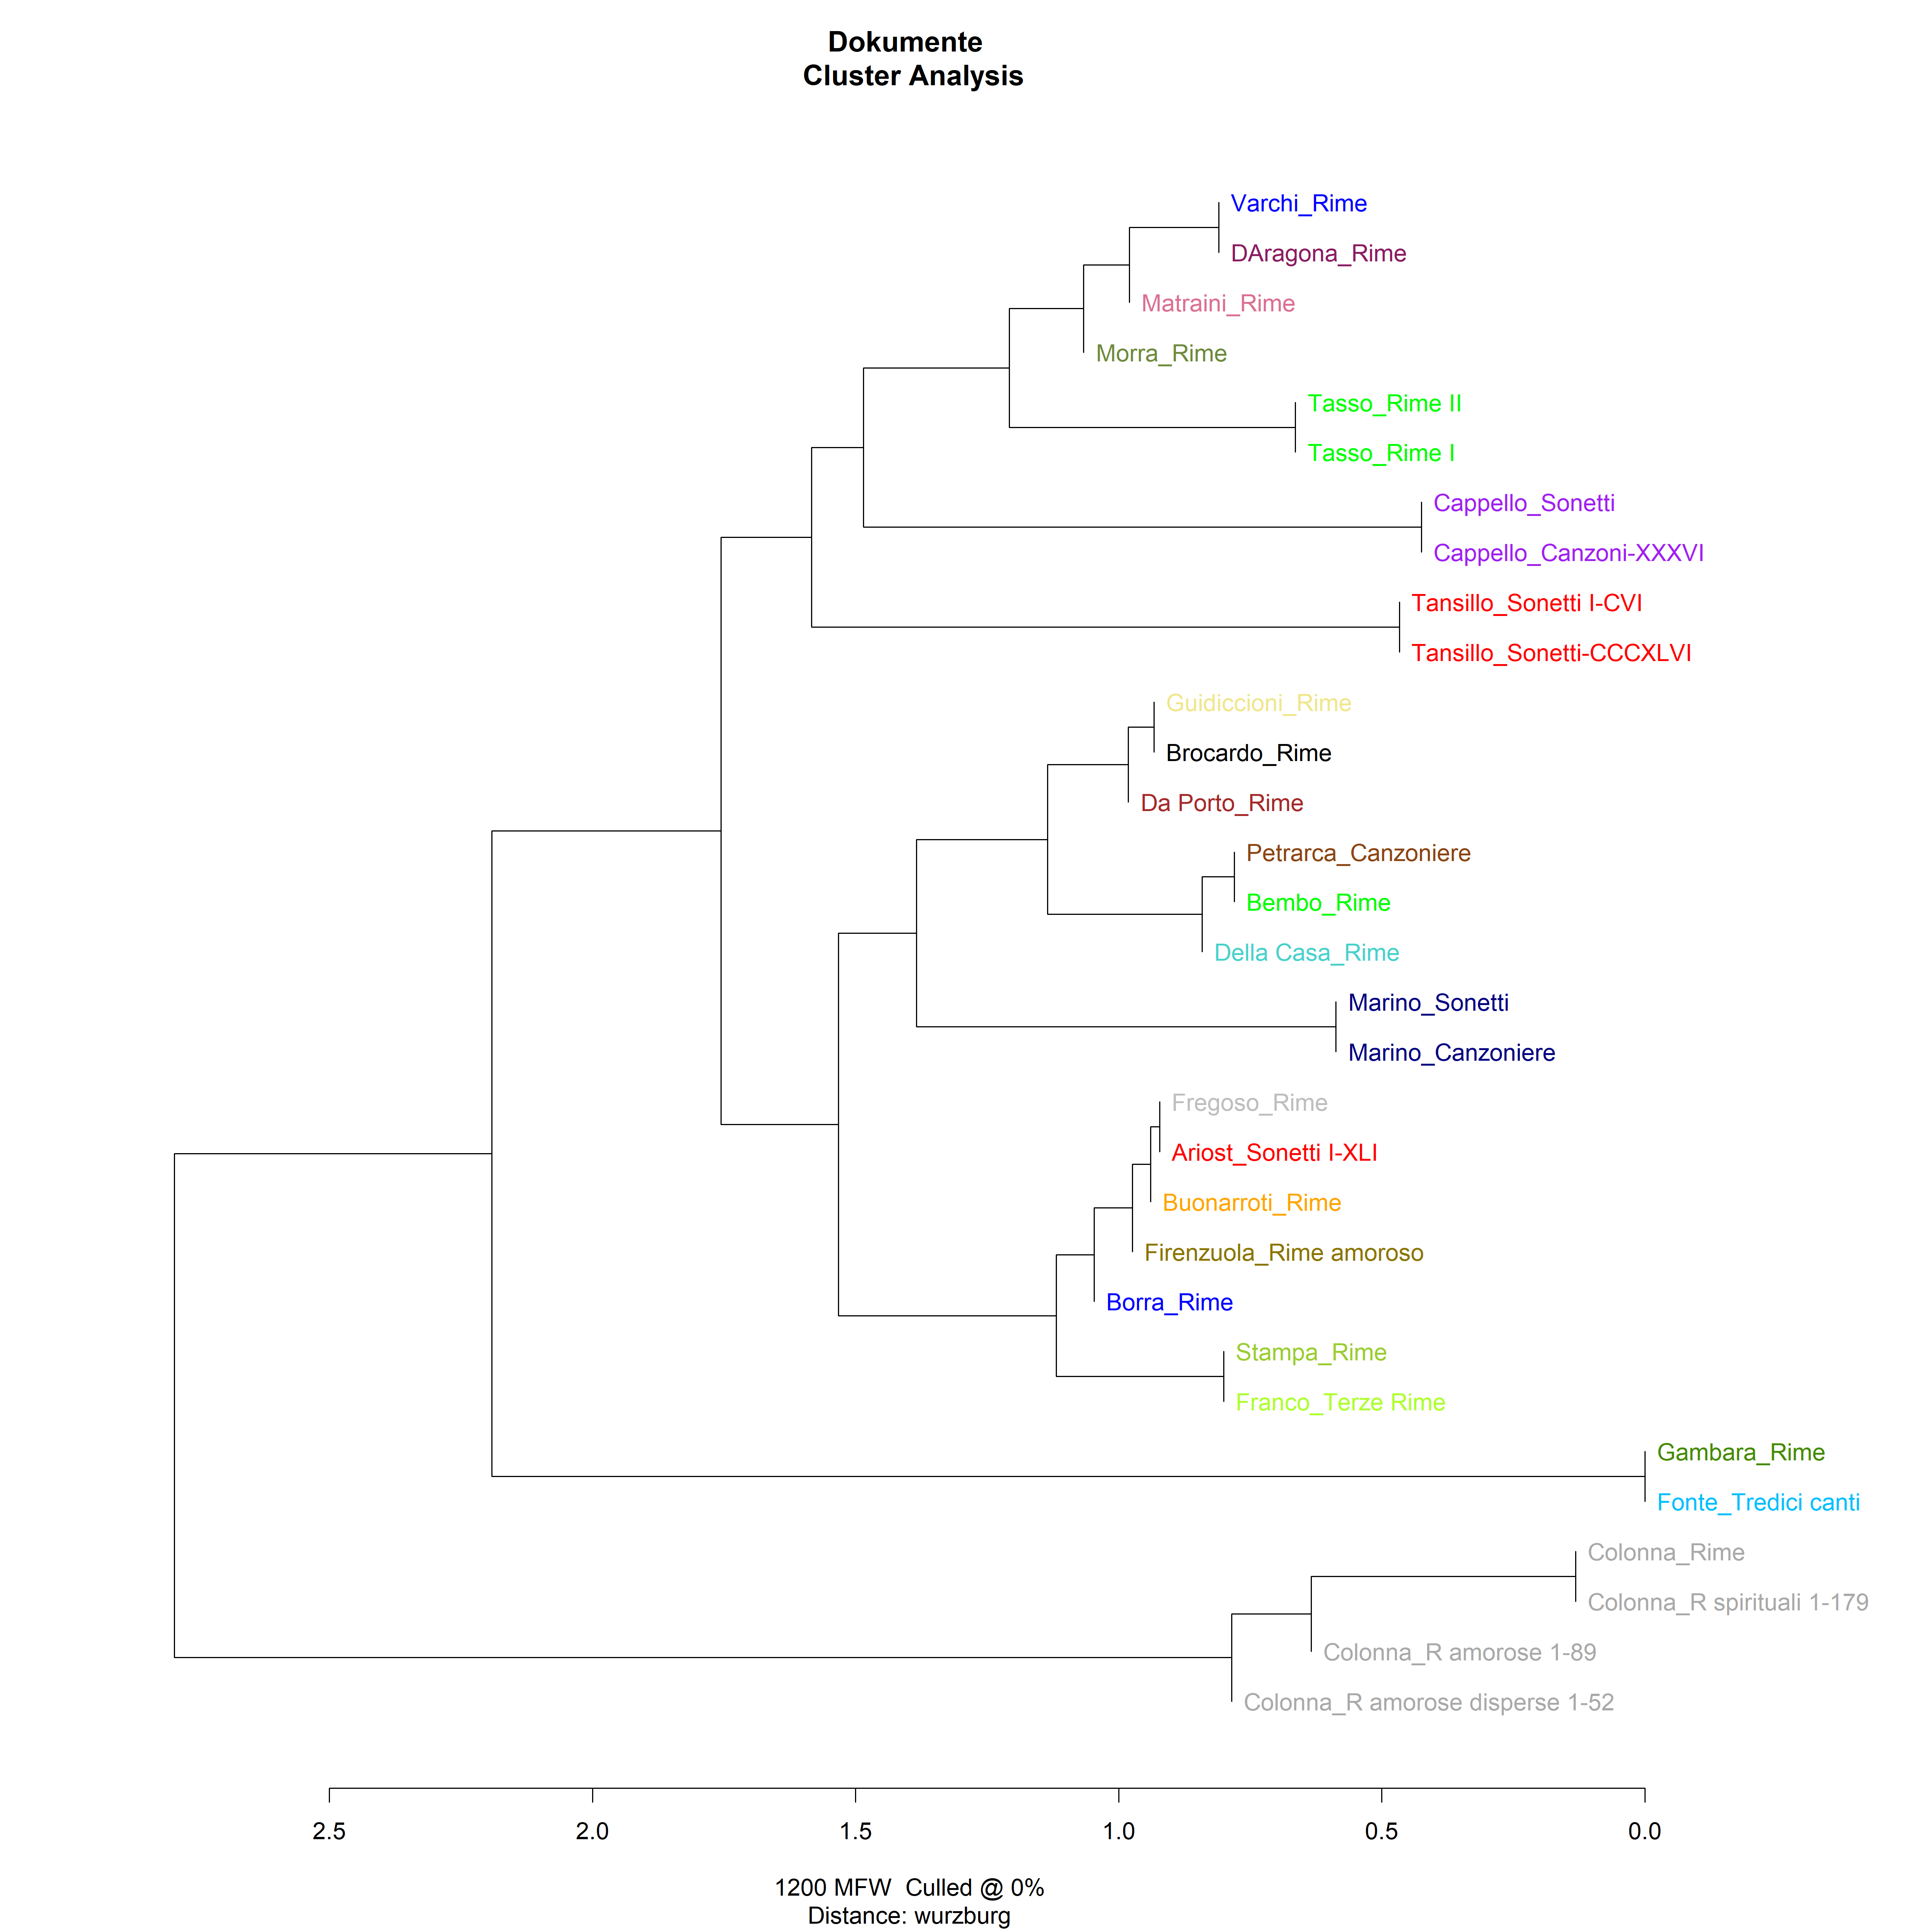 Dokumente
Cluster Analysis
Varchi_Rime
DAragona_Rime
Matraini_Rime
Morra_Rime
Tasso_Rime II
Tasso_Rime I
Cappello_Sonetti
Cappello_Canzoni-XXXVI
Tansillo_Sonetti I-CVI
Tansillo_Sonetti-CCCXLVI
Guidiccioni_Rime
Brocardo_Rime
Da Porto_Rime
Petrarca_Canzoniere
Bembo_Rime
Della Casa_Rime
Marino_Sonetti
Marino_Canzoniere
Fregoso_Rime
Ariost_Sonetti I-XLI
Buonarroti_Rime
Firenzuola_Rime amoroso
Borra_Rime
Stampa_Rime
Franco_Terze Rime
Gambara_Rime
Fonte_Tredici canti
Colonna_Rime
Colonna_R spirituali 1-179
Colonna_R amorose 1-89
Colonna_R amorose disperse 1-52
2.5 2.0 1.5 1.0 0.5 0.0
1200 MFW  Culled @ 0%
Distance: wurzburg